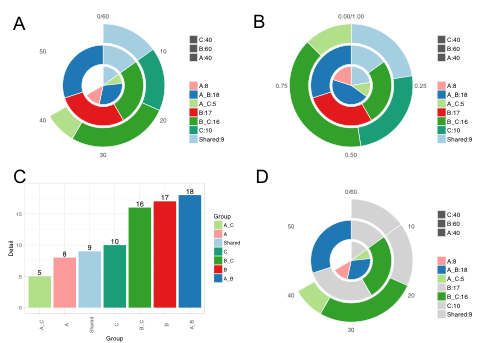 A
0/60
10
20
30
40
50
C:40
B:60
A:40
A:8
A_B:18
A_C:5
B:17
B_C:16
C:10
Shared:9
B
0.00/1.00
0.25
0.50
0.75
C:40
B:60
A:40
A:8
A_B:18
A_C:5
B:17
B_C:16
C:10
Shared:9
C
Detail
15
10
5
0
5
8
9
10
16
17
18
A_C
A
Shared
C
B_C
B
A_B
Group
Group
A_C
A
Shared
C
B_C
B
A_B
D
0/60
10
20
30
40
50
C:40
B:60
A:40
A:8
A_B:18
A_C:5
B:17
B_C:16
C:10
Shared:9